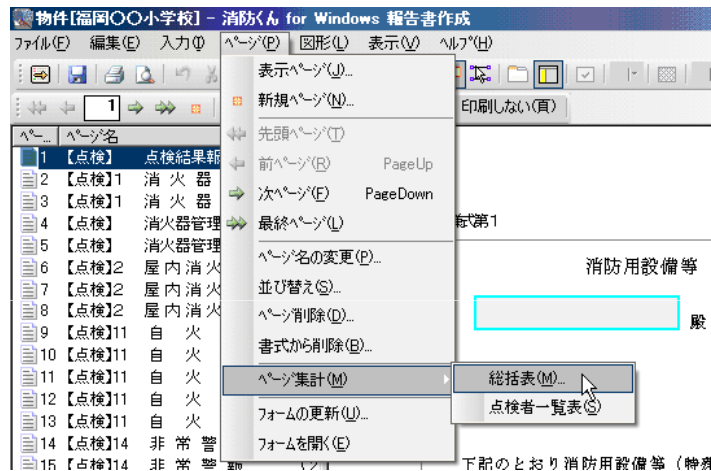 物件[福岡〇〇小学校] - 消防くん for Windows 報告書作成
ファイル(F) 編集(E) 入力(I) ページ(P) 図形(L) 表示(V) ヘルプ(H)
1 印刷しない(頁)
ペー... ページ名
1 【点検】 点検結果報
2 【点検】1 消 火 器
3 【点検】1 消 火 器
4 【点検】 消火器管理
5 【点検】 消火器管理
6 【点検】2 屋内消火
7 【点検】2 屋内消火
8 【点検】2 屋内消火
9 【点検】11 自 火
10 【点検】11 自 火
11 【点検】11 自 火
12 【点検】11 自 火
13 【点検】11 自 火
14 【点検】14 非 常 警
15 【点検】14 非 常 警 報 (2)
表示ページ(J)...
新規ページ(N)...
先頭ページ(T)
前ページ(R) PageUp
次ページ(F) PageDown
最終ページ(L)
ページ名の変更(P)...
並び替え(S)...
ページ削除(D)...
書式から削除(B)...
ページ集計(M)
フォームの更新(U)...
フォームを開く(E)
総括表(M)...
点検者一覧表(S)
式第1
消防用設備等
殿
下記のとおり消防用設備等（特殊